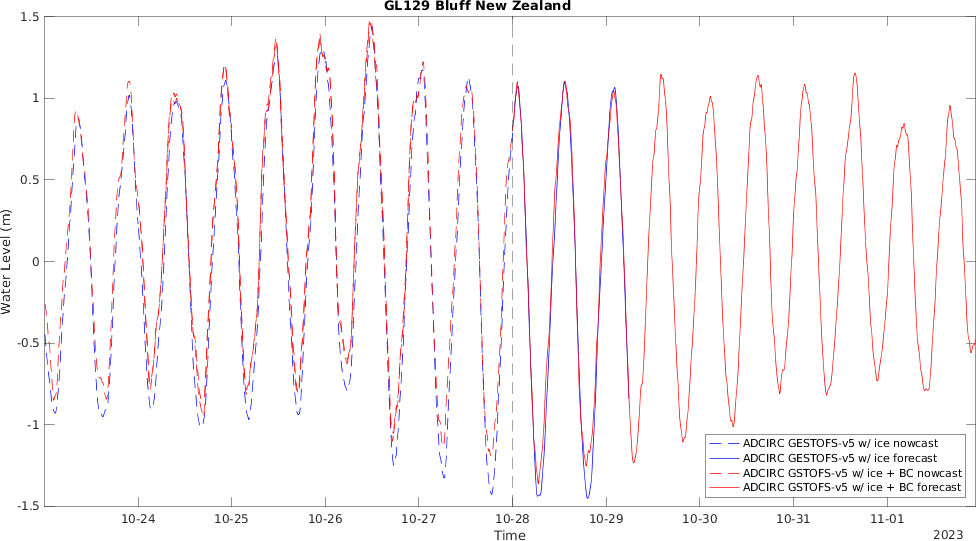 GL129 Bluff New Zealand
Water Level (m)
1.5
1
0.5
0
-0.5
-1
-1.5
10-24
10-25
10-26
10-27
10-28
10-29
10-30
10-31
11-01
Time
2023
ADCIRC GESTOFS-v5 w/ ice nowcast
ADCIRC GESTOFS-v5 w/ ice forecast
ADCIRC GSTOFS-v5 w/ ice + BC nowcast
ADCIRC GESTOFS-v5 w/ ice + BC forecast